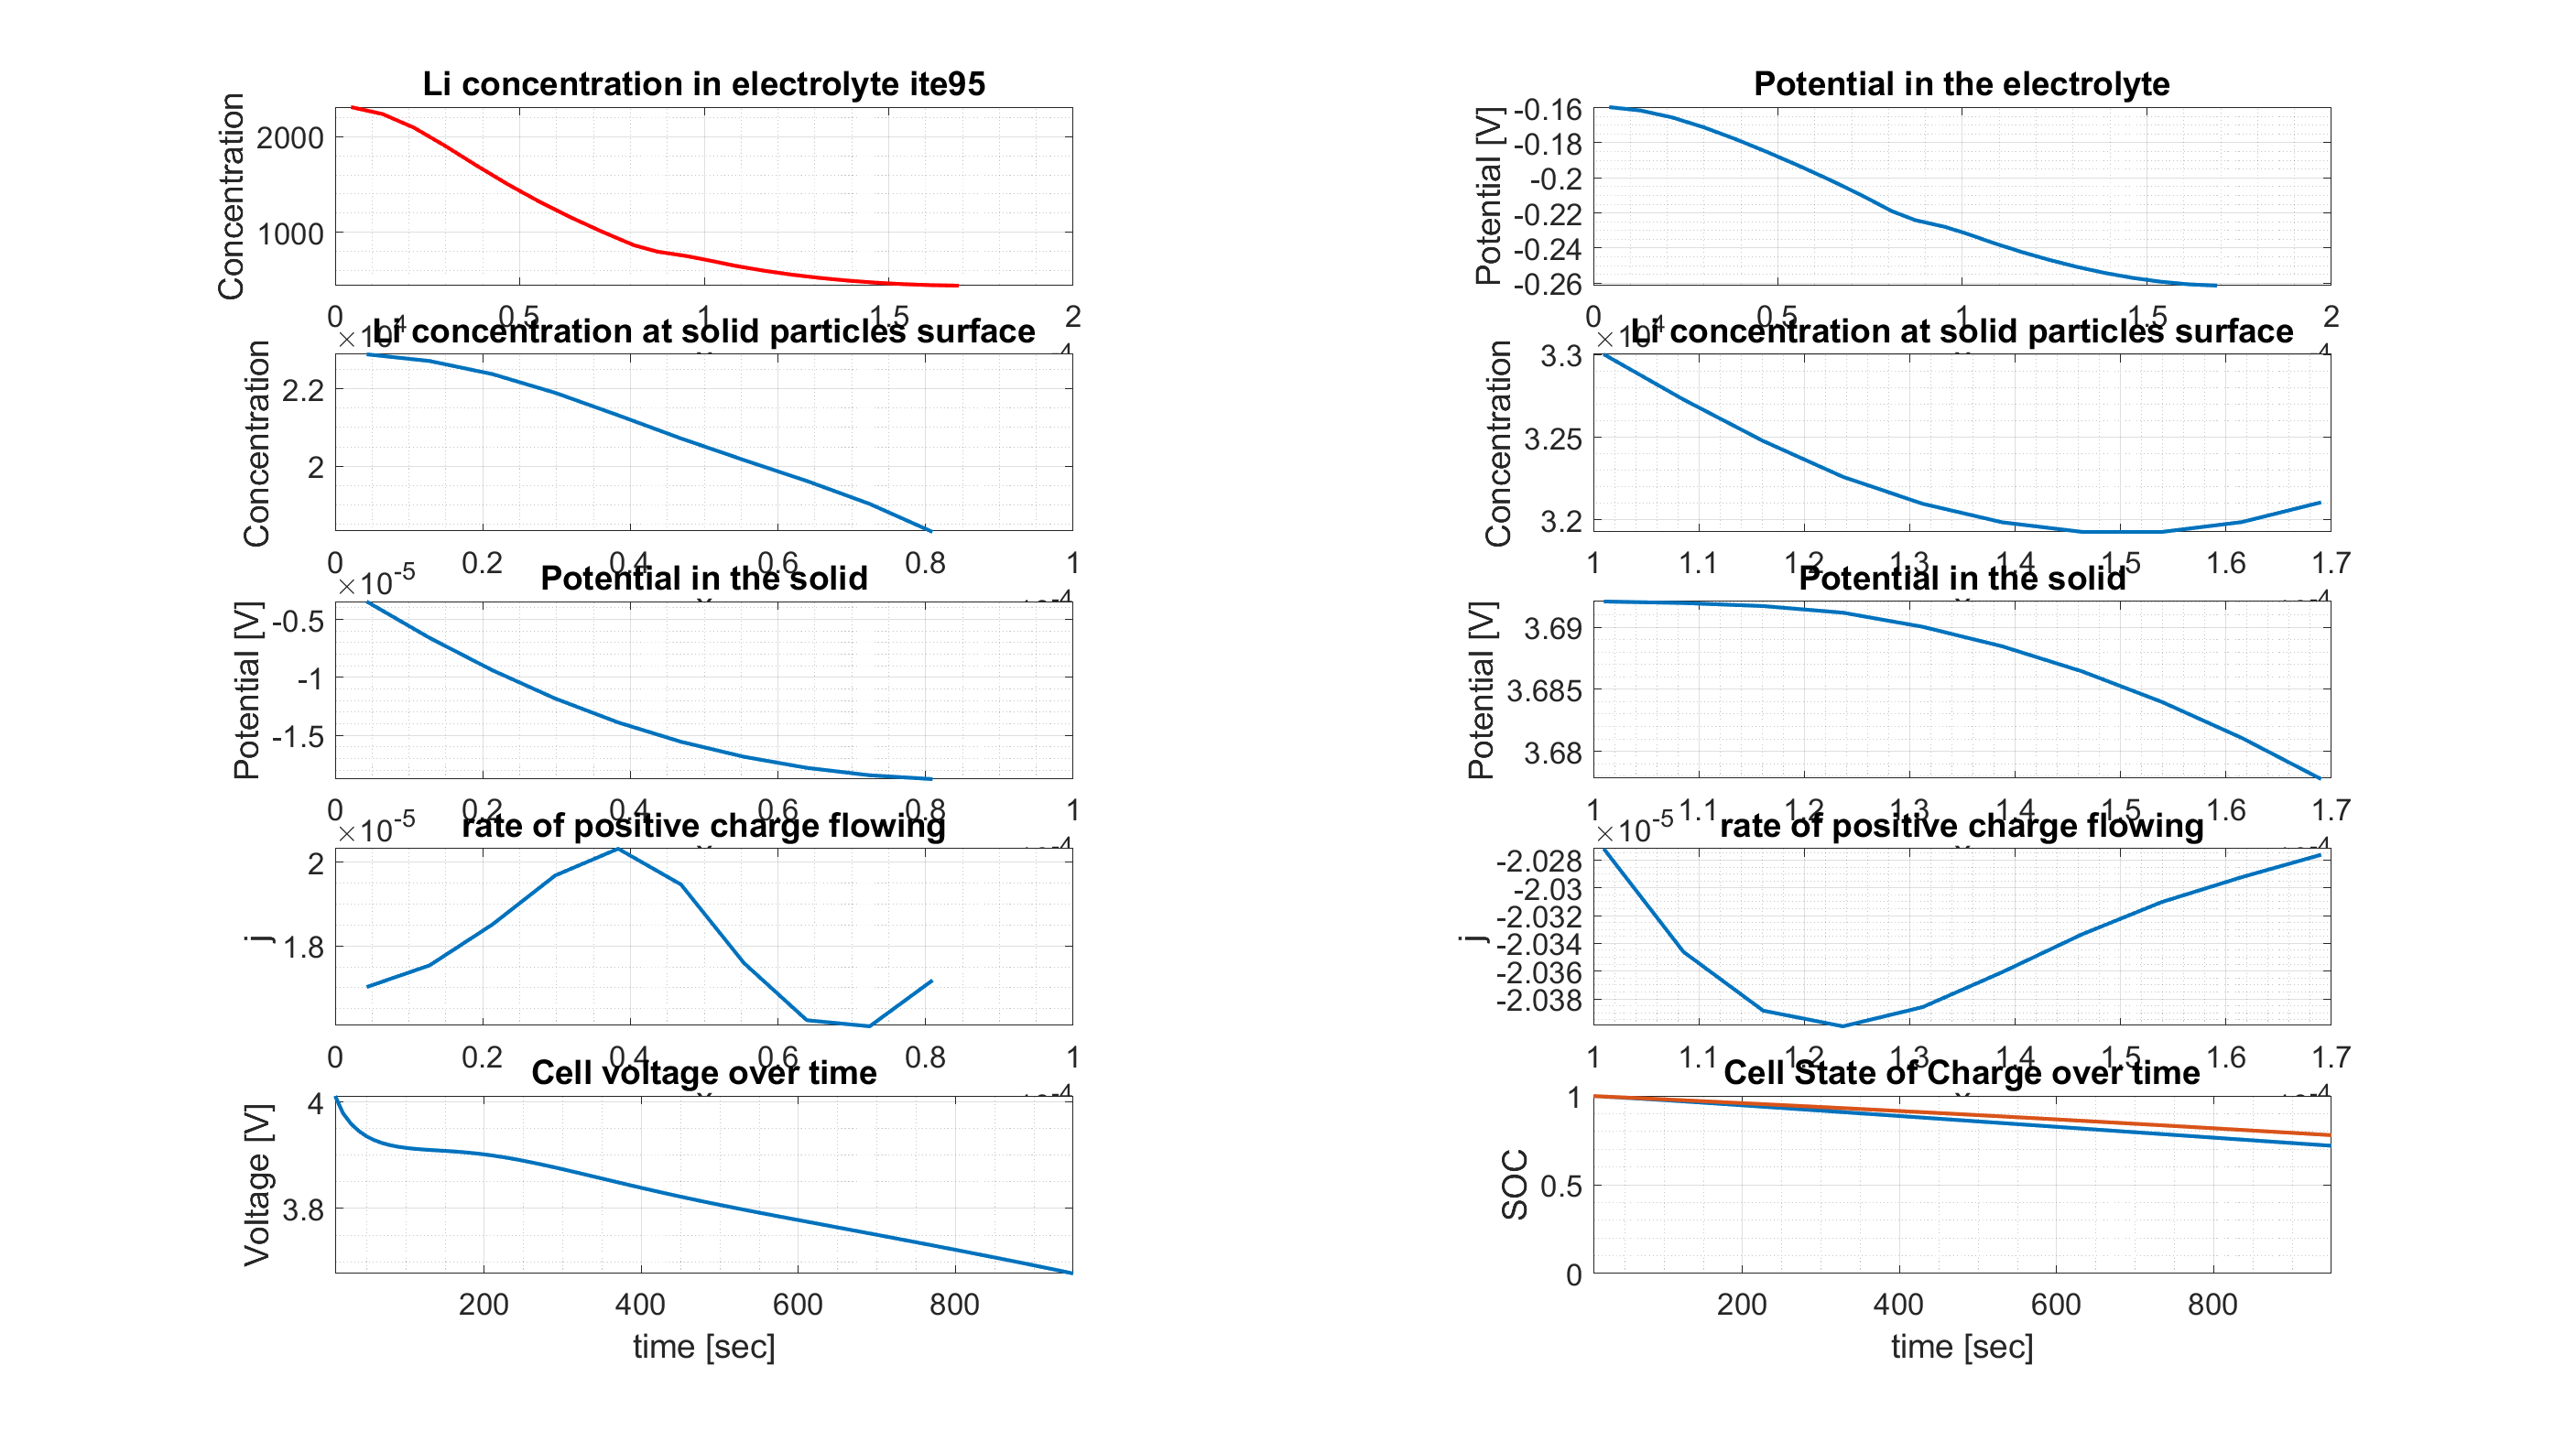 Li concentration in electrolyte ite95
Concentration
2000
1000
0 0.5 1 1.5 2
Potential in the electrolyte
Potential [V]
-0.16
-0.18
-0.2
-0.22
-0.24
-0.26
0 0.5 1 1.5 2
Li concentration at solid particles surface
×10^4
Concentration
2.2
2
0 0.2 0.4 0.6 0.8 1
Li concentration at solid particles surface
×10^4
Concentration
3.3
3.25
3.2
1 1.1 1.2 1.3 1.4 1.5 1.6 1.7
Potential in the solid
×10^-5
Potential [V]
-0.5
-1
-1.5
0 0.2 0.4 0.6 0.8 1
Potential in the solid
Potential [V]
3.69
3.685
3.68
1 1.1 1.2 1.3 1.4 1.5 1.6 1.7
rate of positive charge flowing
×10^-5
j
2
1.8
0 0.2 0.4 0.6 0.8 1
rate of positive charge flowing
×10^-5
j
-2.028
-2.03
-2.032
-2.034
-2.036
-2.038
1 1.1 1.2 1.3 1.4 1.5 1.6 1.7
Cell voltage over time
Voltage [V]
4
3.8
200 400 600 800
time [sec]
Cell State of Charge over time
SOC
1
0.5
0
200 400 600 800
time [sec]